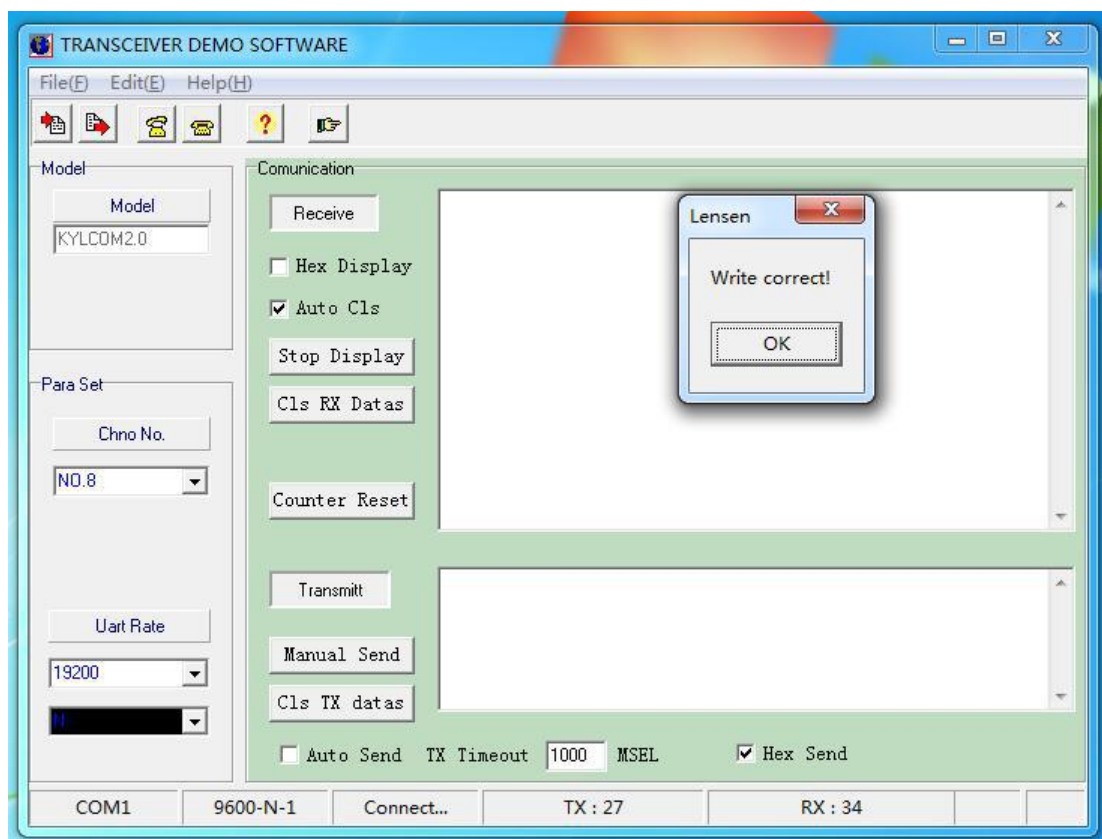 TRANSCEIVER DEMO SOFTWARE
File(F) Edit(E) Help(H)
?
Model
Model
KYLCOM2.0
Para Set
Chno No.
NO.8
Uart Rate
19200
N
Comunication
Receive
Hex Display
Auto Cls
Stop Display
Cls RX Datas
Counter Reset
Lensen
Write correct!
OK
Transmitt
Manual Send
Cls TX datas
Auto Send TX Timeout 1000 MSEL Hex Send
COM1 9600-N-1 Connect... TX : 27 RX : 34